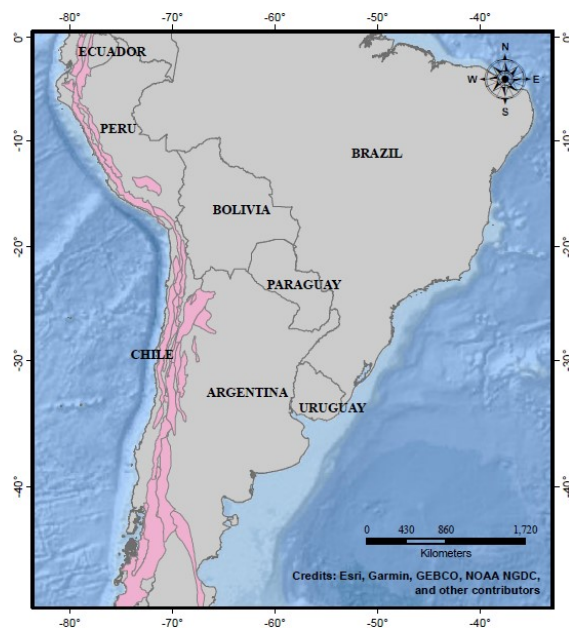 -80° -70° -60° -50° -40°
0° 0°
N
ECUADOR
W E
S
PERU
-10° BRAZIL -10°
BOLIVIA
-20° -20°
PARAGUAY
-30° CHILE -30°
ARGENTINA
URUGUAY
-40° -40°
0 430 860 1,720
Kilometers
Credits: Esri, Garmin, GEBCO, NOAA NGDC,
and other contributors
-80° -70° -60° -50° -40°